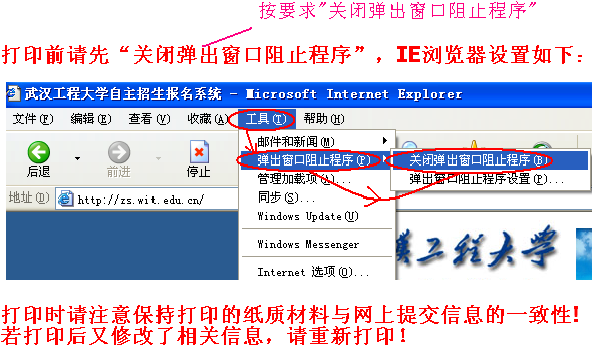 按要求"关闭弹出窗口阻止程序"
打印前请先“关闭弹出窗口阻止程序”，IE浏览器设置如下：
武汉工程大学自主招生报名系统 - Microsoft Internet Explorer
文件(F) 编辑(E) 查看(V) 收藏(A) 工具(T) 帮助(H)
邮件和新闻(M)
后退 前进 停止 弹出窗口阻止程序(P) 关闭弹出窗口阻止程序(B)
管理加载项(A)... 弹出窗口阻止程序设置(P)...
地址(D) http://zs.wit.edu.cn/ 同步(S)...
Windows Update(U)
Windows Messenger
汉工程大学
Internet 选项(O)...
打印时请注意保持打印的纸质材料与网上提交信息的一致性！
若打印后又修改了相关信息，请重新打印！